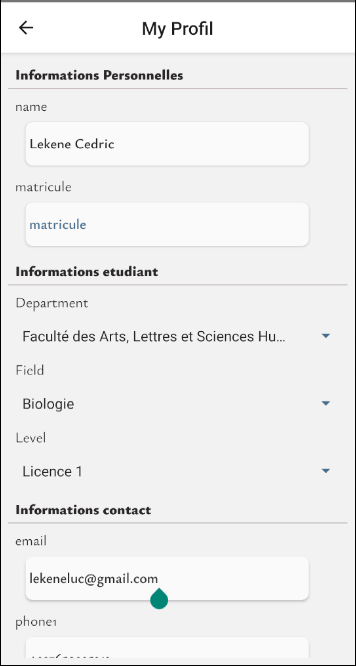 My Profil
Informations Personnelles
name
Lekene Cedric
matricule
matricule
Informations etudiant
Department
Faculté des Arts, Lettres et Sciences Hu...
Field
Biologie
Level
Licence 1
Informations contact
email
lekeneluc@gmail.com
phone1